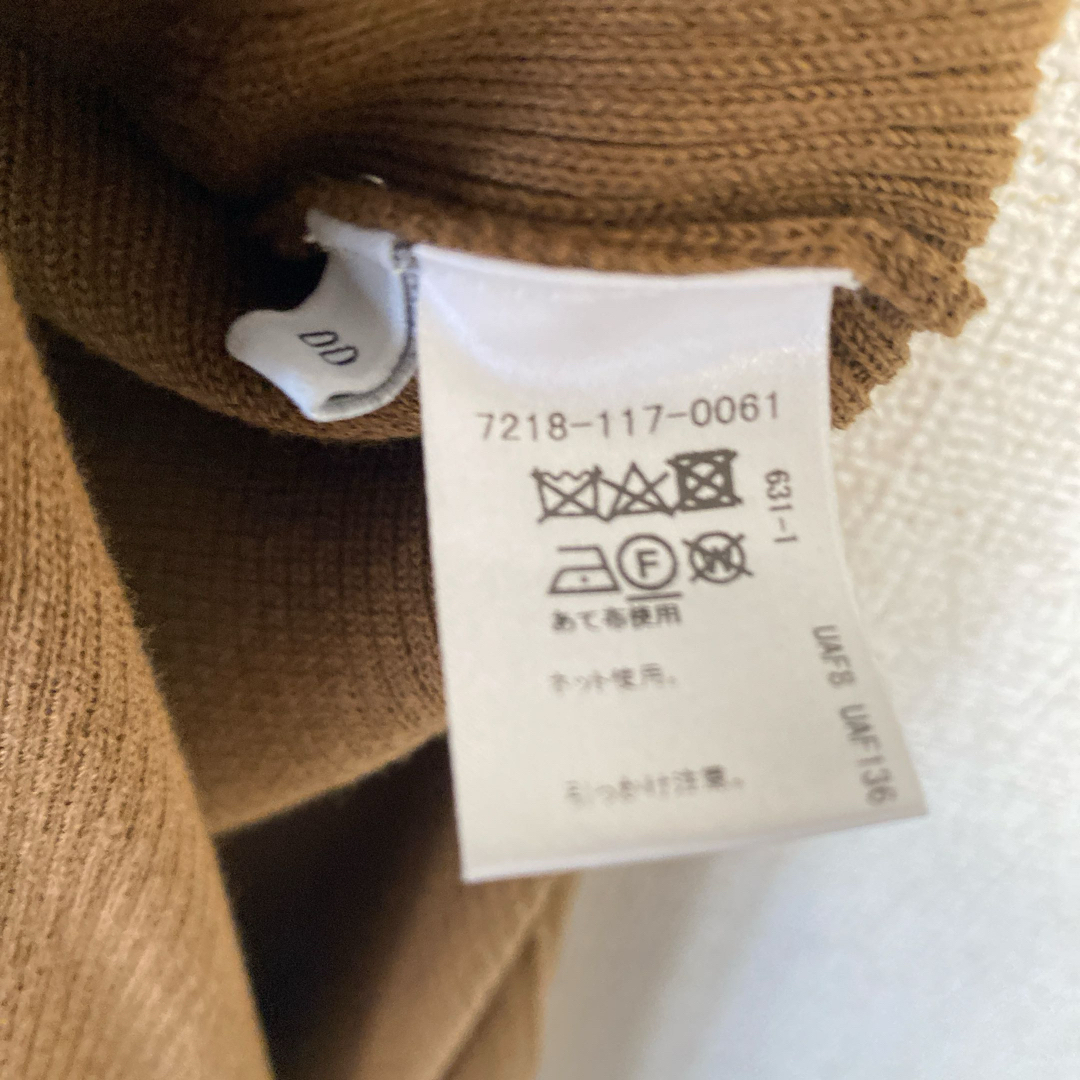 DD
7218-117-0061
631-1
F
W
あて布使用
ネット使用。
引っかけ注意。
UAF8 UAF136